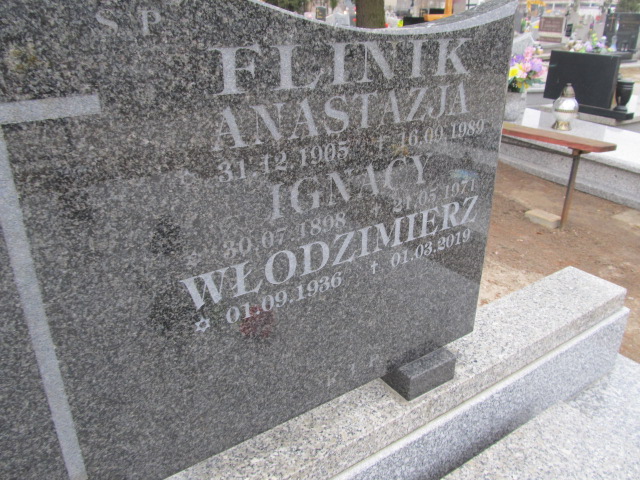 Ś P
FLINIK
ANASTAZJA
31.12.1905 † 16.09.1989
IGNACY
30.07.1898 † 21.05.1971
WŁODZIMIERZ
01.09.1936 † 01.03.2019
R I P